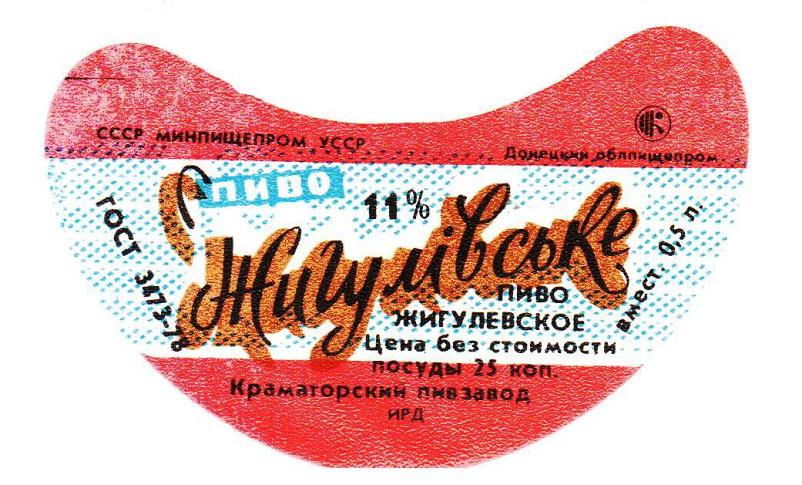 СССР МИНПИЩЕПРОМ УССР
Донецкий облпищепром
ГОСТ 3473-78
ПИВО
11%
Жигулівське
вмест. 0,5 л.
ПИВО
ЖИГУЛЕВСКОЕ
Цена без стоимости
посуды 25 коп.
Краматорский пивзавод
ИРД